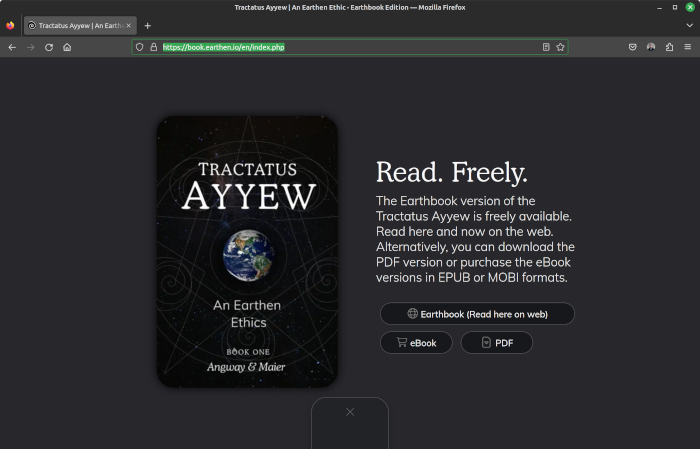 Tractatus Ayyew | An Earthen Ethic - Earthbook Edition — Mozilla Firefox
Tractatus Ayyew | An Earthe
https://book.earthen.io/en/index.php
TRACTATUS
AYYEW
An Earthen
Ethics
BOOK ONE
Angway & Maier
Read. Freely.
The Earthbook version of the
Tractatus Ayyew is freely available.
Read here and now on the web.
Alternatively, you can download the
PDF version or purchase the eBook
versions in EPUB or MOBI formats.
Earthbook (Read here on web)
eBook
PDF